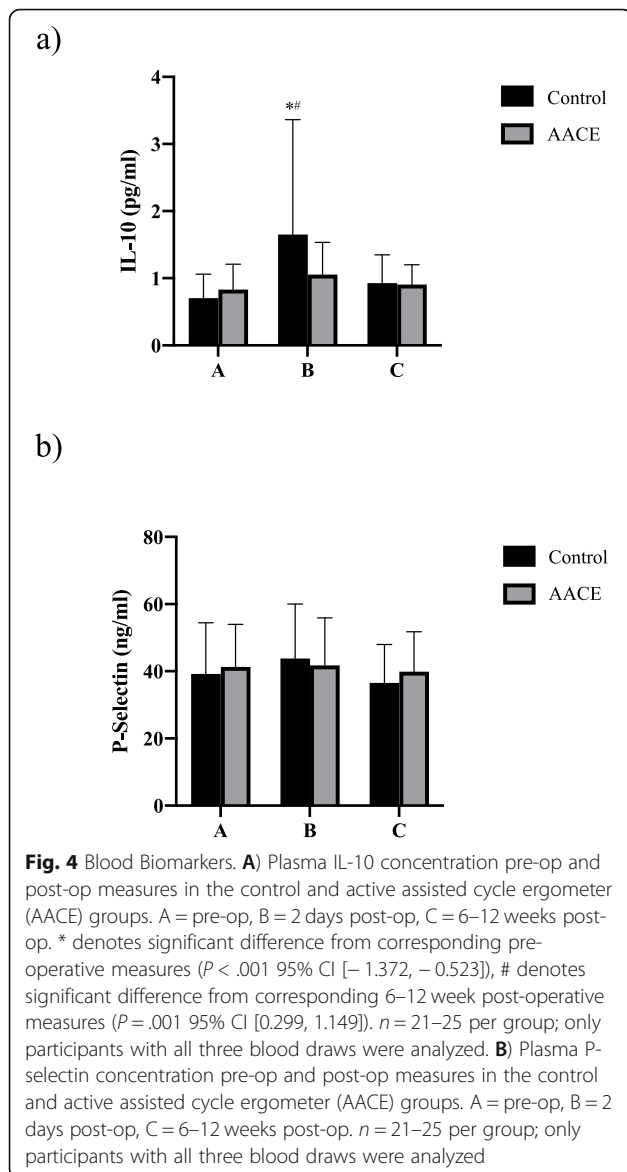 a)
4
3
2
1
0
IL-10 (pg/ml)
*#
Control
AACE
A B C
b)
80
60
40
20
0
P-Selectin (ng/ml)
Control
AACE
A B C
Fig. 4 Blood Biomarkers. A) Plasma IL-10 concentration pre-op and
post-op measures in the control and active assisted cycle ergometer
(AACE) groups. A = pre-op, B = 2 days post-op, C = 6–12 weeks post-
op. * denotes significant difference from corresponding pre-
operative measures (P < .001 95% CI [− 1.372, − 0.523]), # denotes
significant difference from corresponding 6–12 week post-operative
measures (P = .001 95% CI [0.299, 1.149]). n = 21–25 per group; only
participants with all three blood draws were analyzed. B) Plasma P-
selectin concentration pre-op and post-op measures in the control
and active assisted cycle ergometer (AACE) groups. A = pre-op, B = 2
days post-op, C = 6–12 weeks post-op. n = 21–25 per group; only
participants with all three blood draws were analyzed